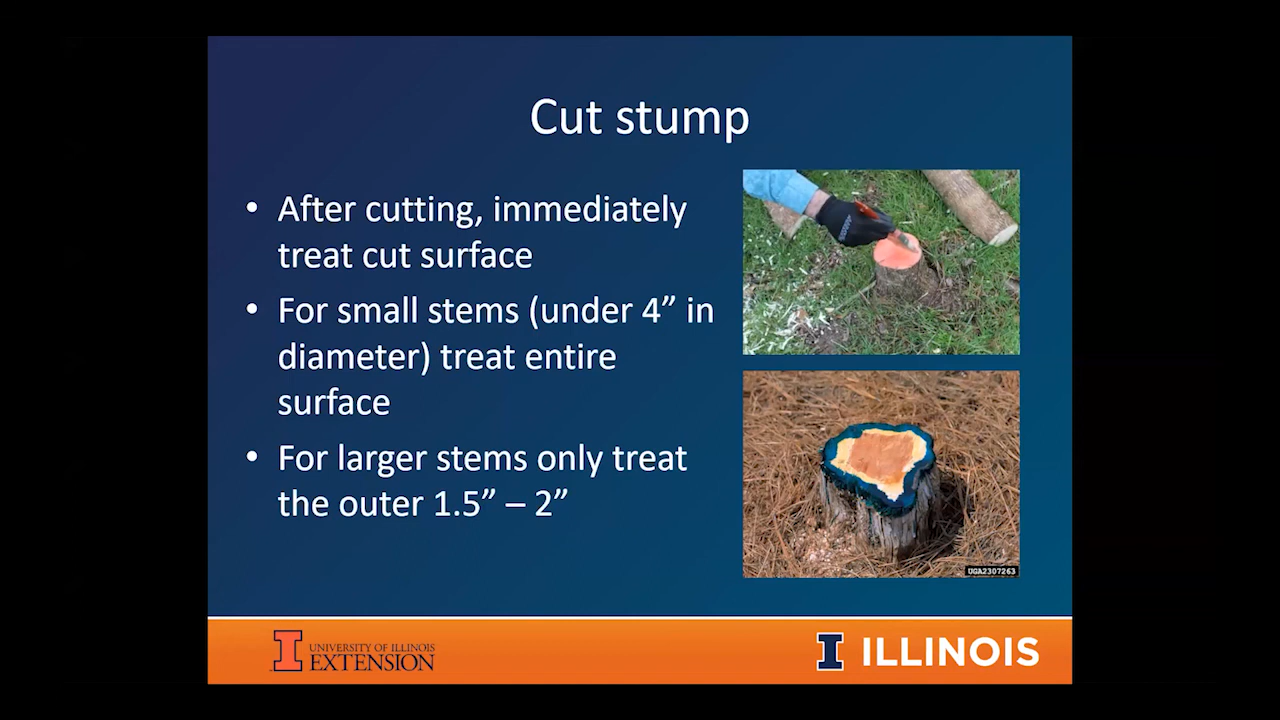 Cut stump
• After cutting, immediately
treat cut surface
• For small stems (under 4” in
diameter) treat entire
surface
• For larger stems only treat
the outer 1.5” – 2”
UGA2307263
I UNIVERSITY OF ILLINOIS
EXTENSION
I ILLINOIS